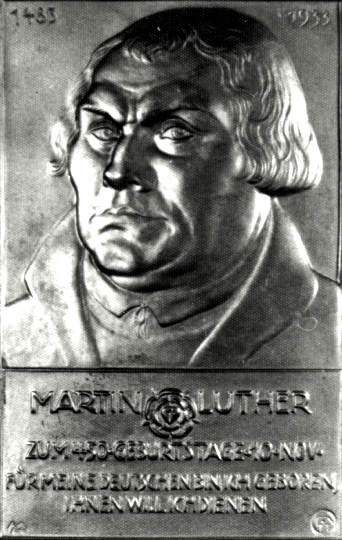 1483 1933
MARTIN LUTHER
ZUM·450·GEBURTSTAGE·10·NOV·
FÜR MEINE DEUTSCHEN BIN ICH GEBOREN,
IHNEN WILL ICH DIENEN